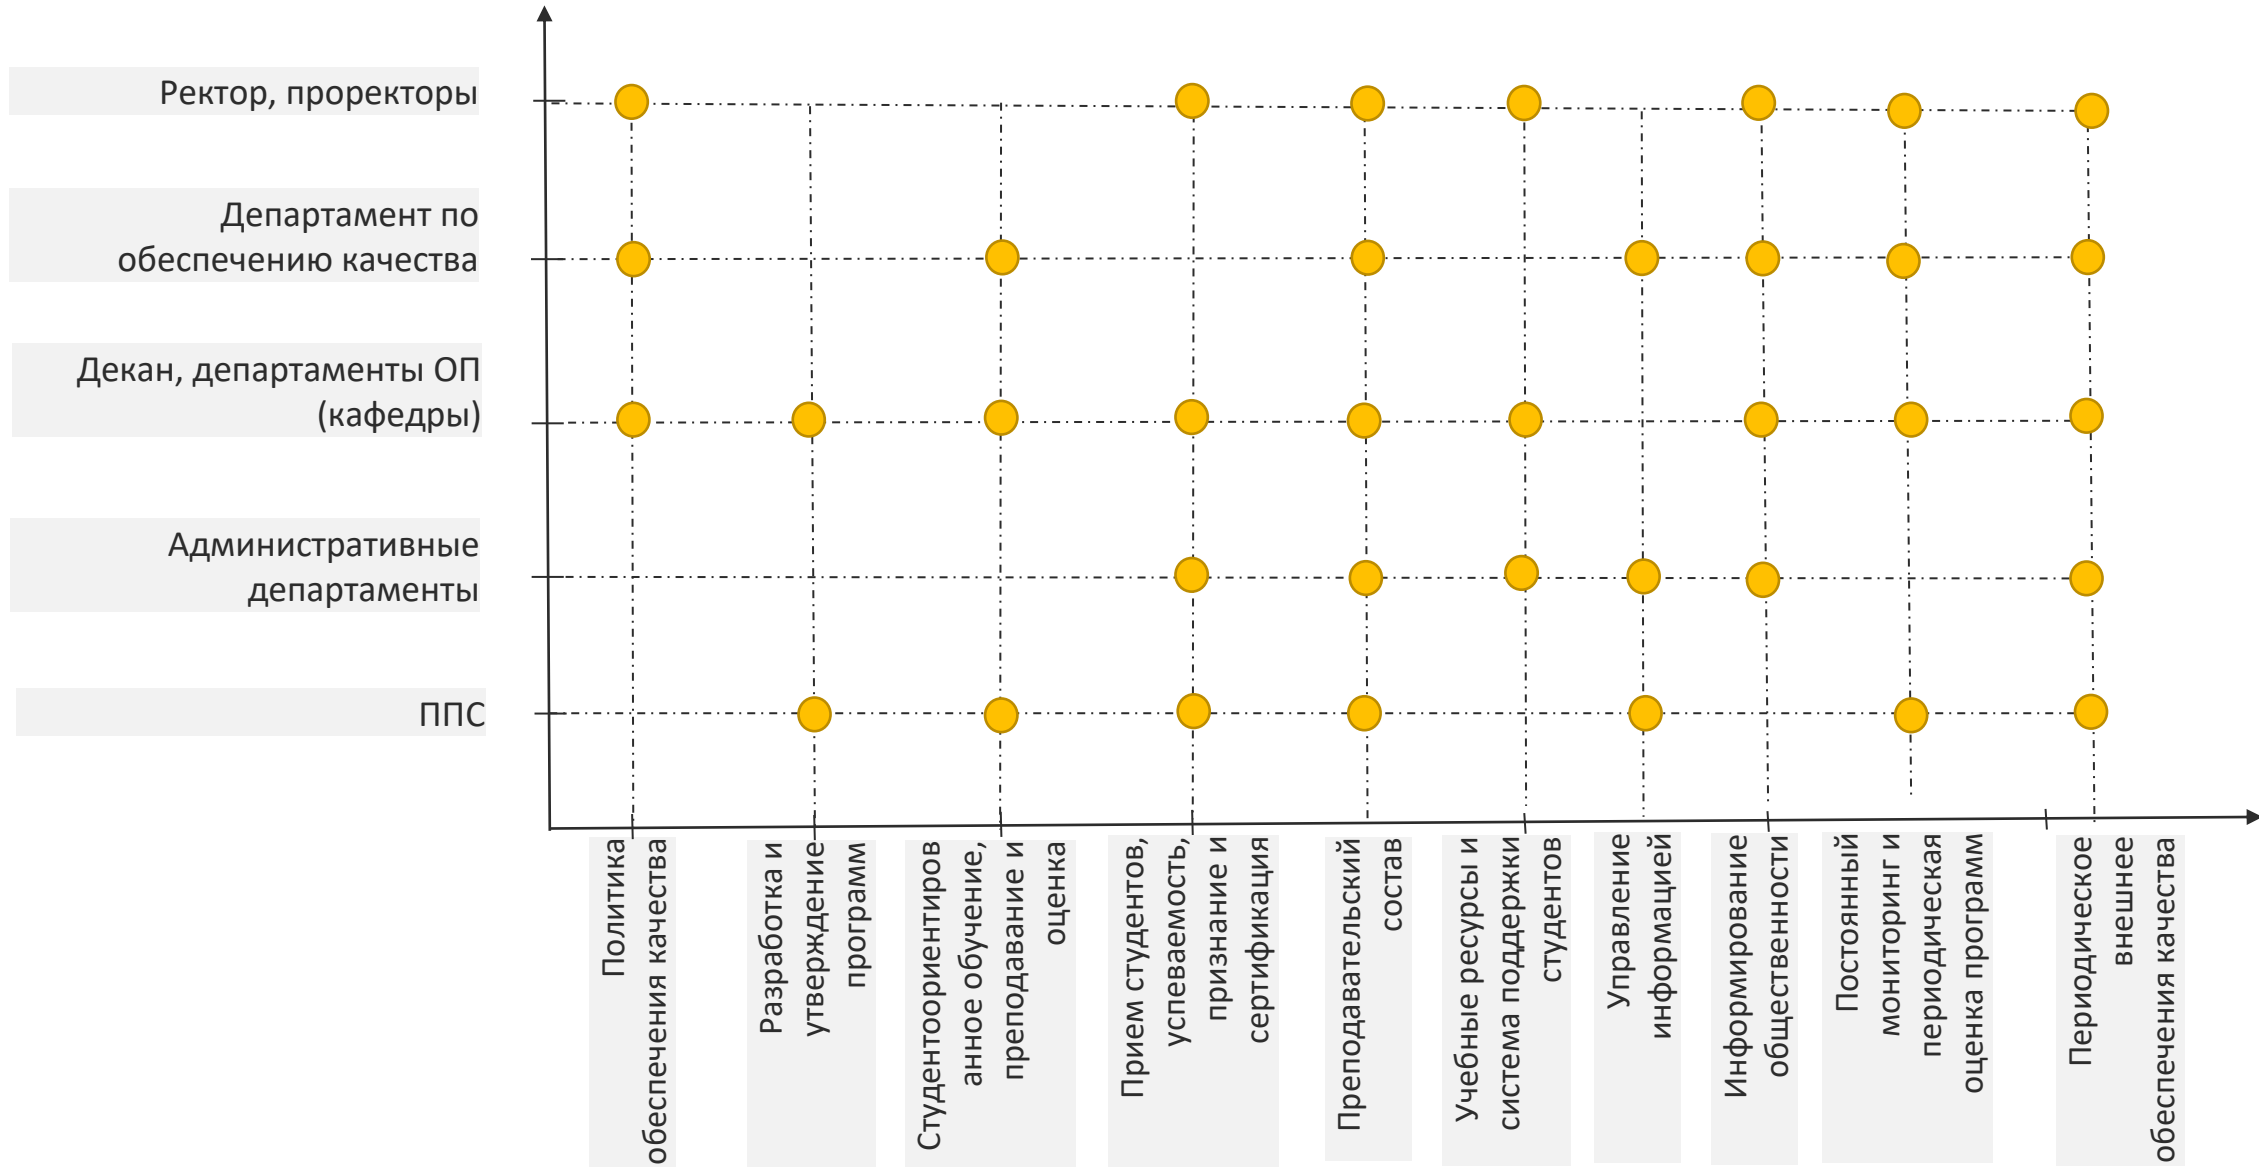 Ректор, проректоры
Департамент по
обеспечению качества
Декан, департаменты ОП
(кафедры)
Административные
департаменты
ППС
Политика
обеспечения качества
Разработка и
утверждение
программ
Студентоориентиров
анное обучение,
преподавание и
оценка
Прием студентов,
успеваемость,
признание и
сертификация
Преподавательский
состав
Учебные ресурсы и
система поддержки
студентов
Управление
информацией
Информирование
общественности
Постоянный
мониторинг и
периодическая
оценка программ
Периодическое
внешнее
обеспечения качества